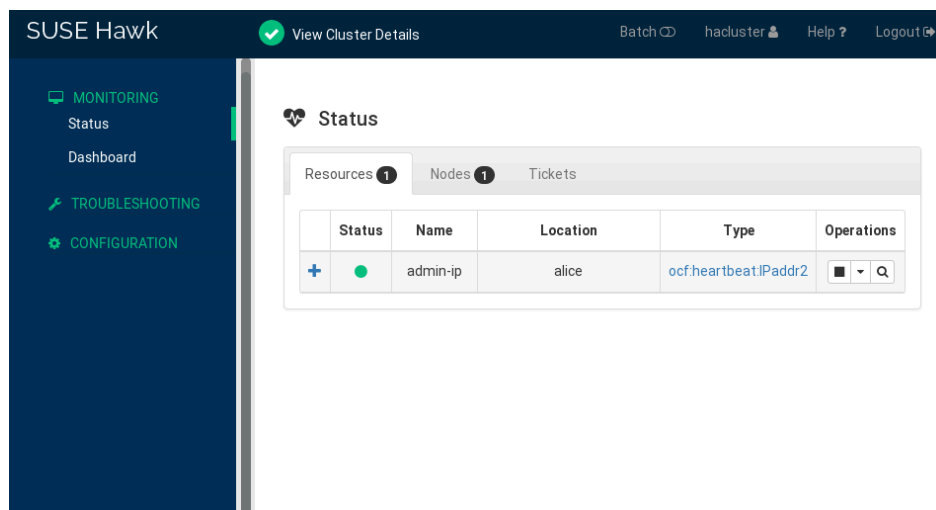 SUSE Hawk
View Cluster Details
Batch
hacluster
Help ?
Logout
MONITORING
Status
Dashboard
TROUBLESHOOTING
CONFIGURATION
Status
Resources 1
Nodes 1
Tickets
Status Name Location Type Operations
admin-ip alice ocf:heartbeat:IPaddr2